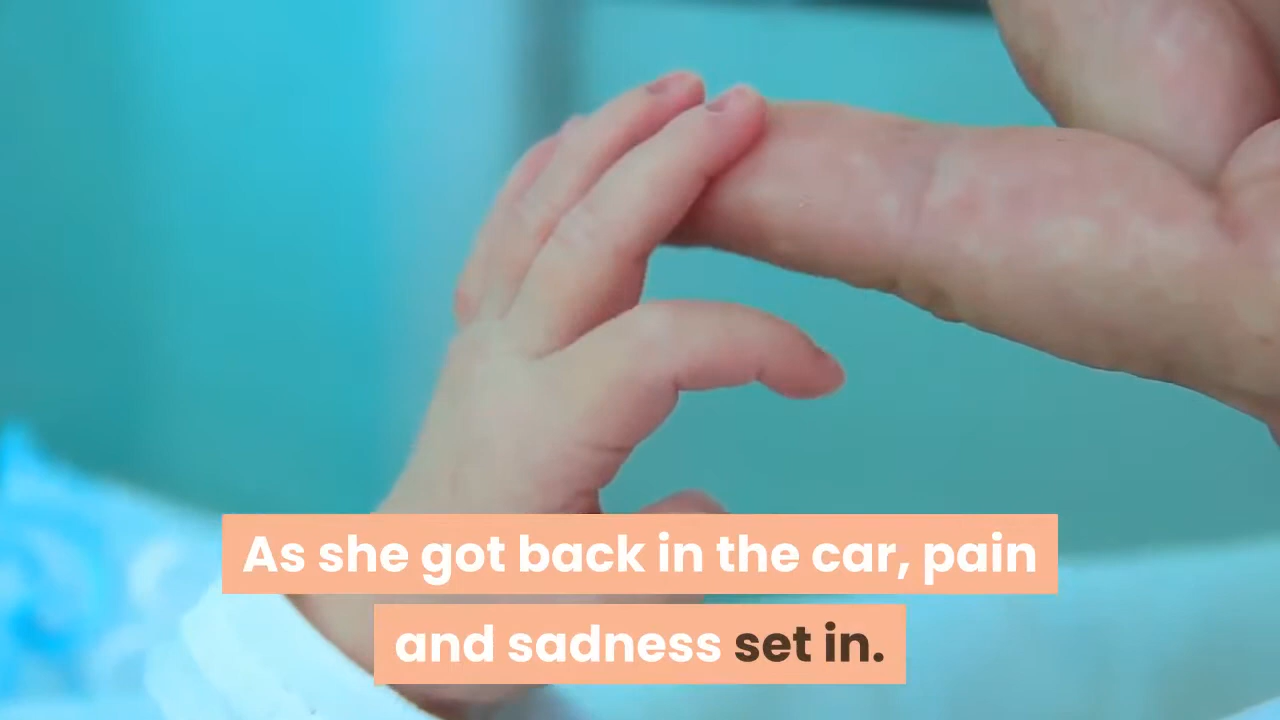 As she got back in the car, pain
and sadness set in.